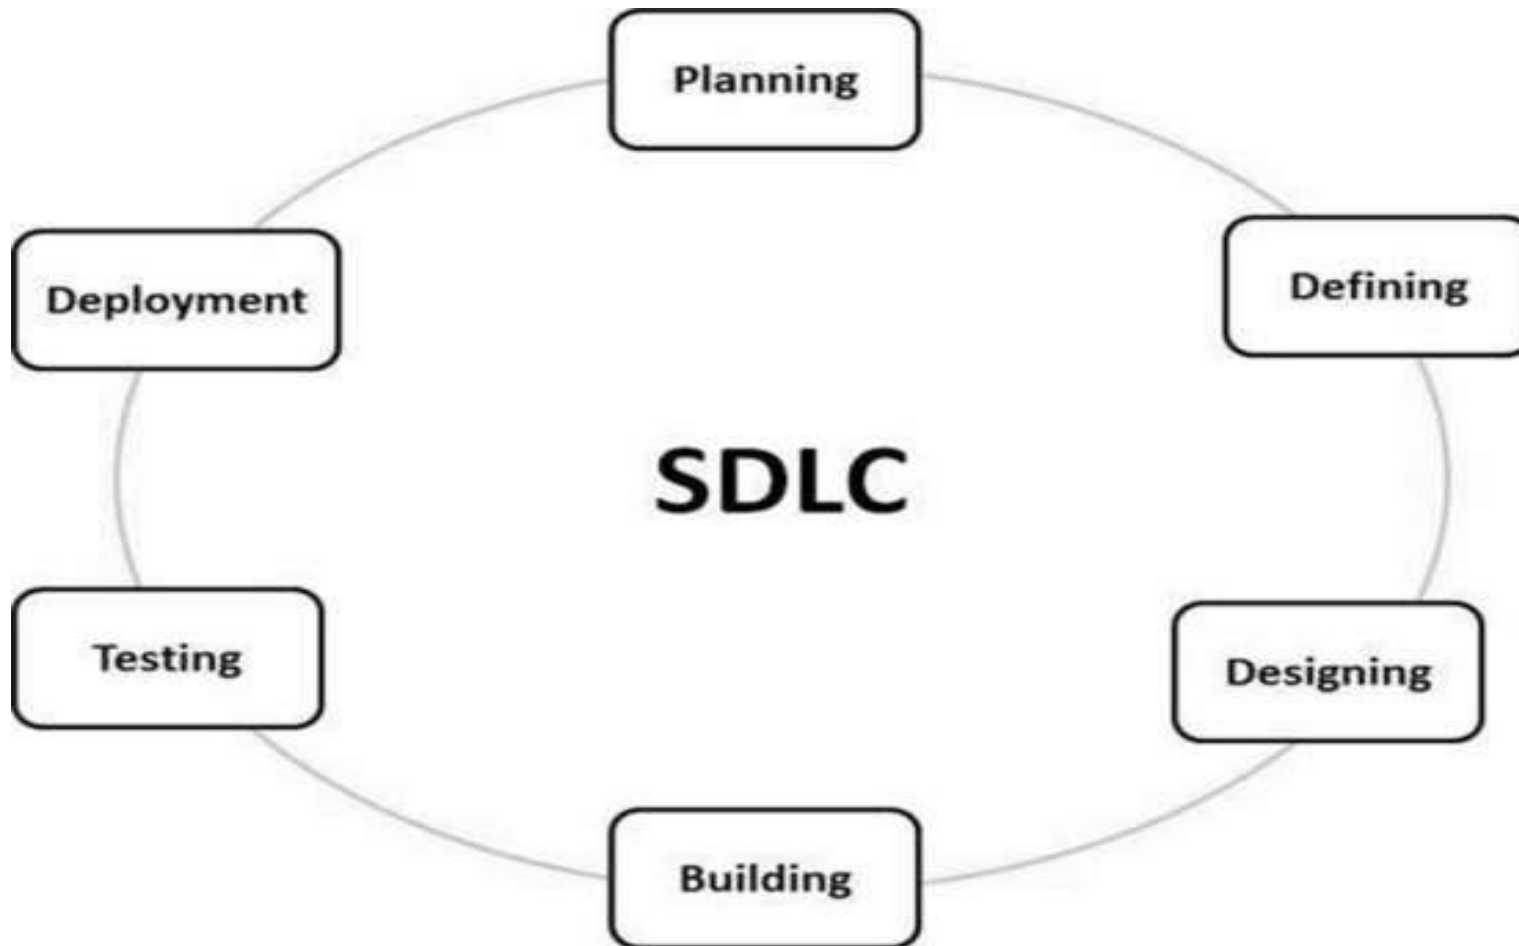 Planning
Defining
Deployment
SDLC
Testing
Designing
Building